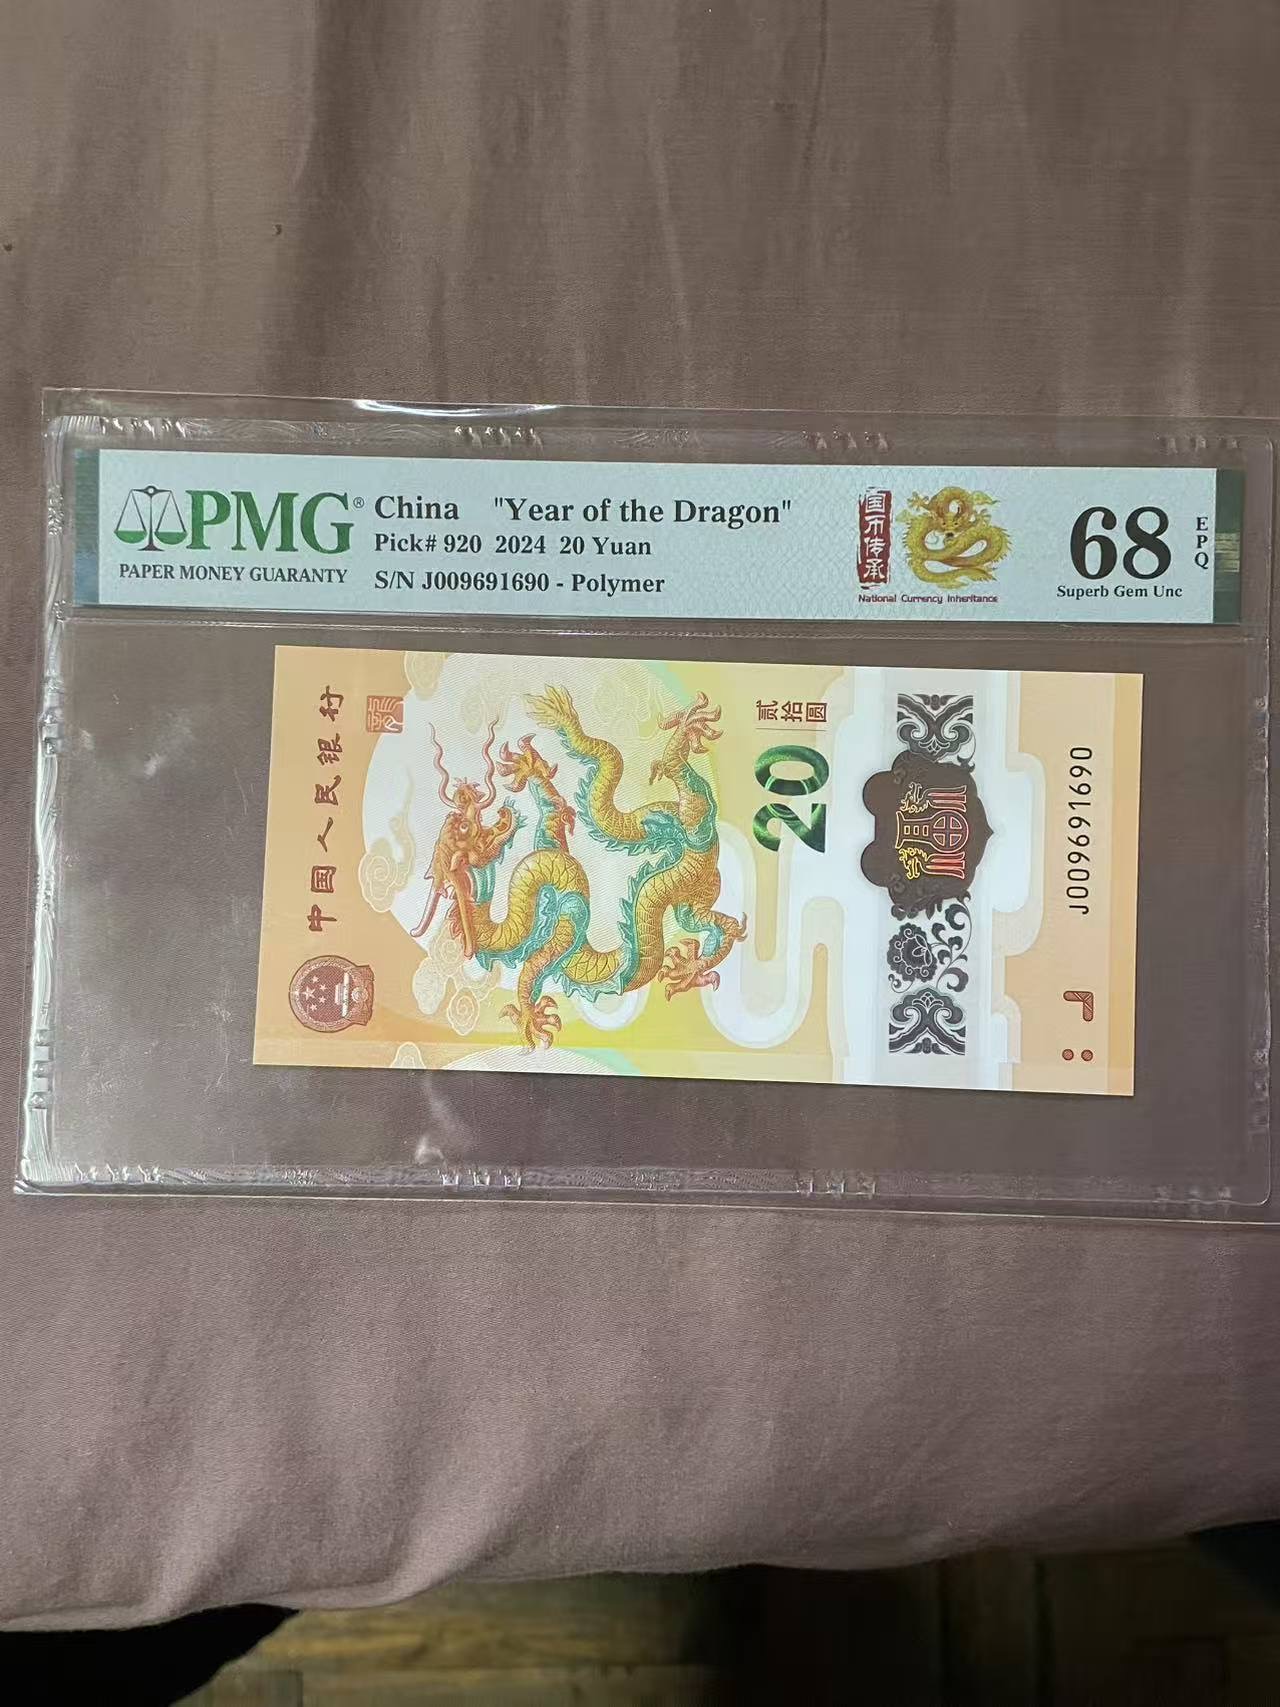 PMG®
PAPER MONEY GUARANTY
China "Year of the Dragon"
Pick# 920 2024 20 Yuan
S/N J009691690 - Polymer
国币传承
National Currency Inheritance
68
EPQ
Superb Gem Unc
中国人民银行
贰拾圆
20
J009691690